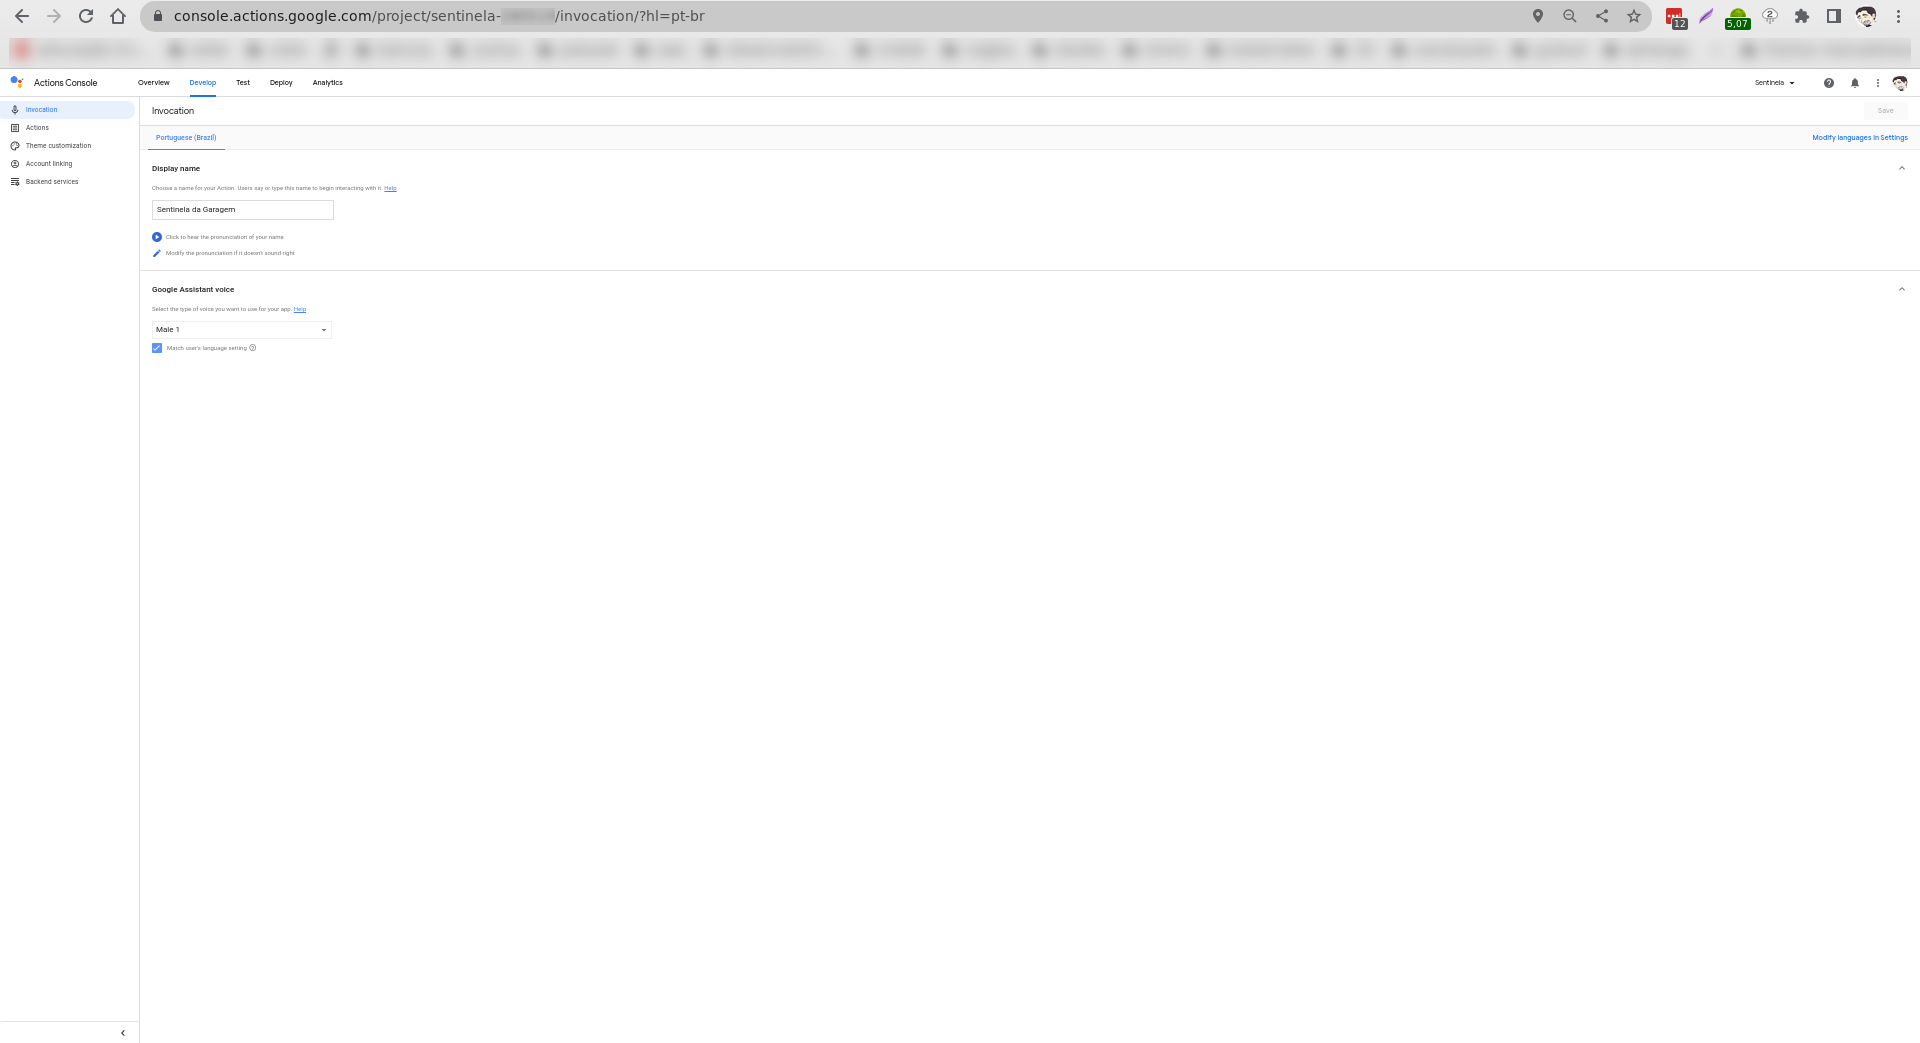 console.actions.google.com/project/sentinela-
/invocation/?hl=pt-br
12
5,07
2
Actions Console
Overview
Develop
Test
Deploy
Analytics
Sentinela
Invocation
Actions
Theme customization
Account linking
Backend services
Invocation
Save
Portuguese (Brazil)
Modify languages in Settings
Display name
Choose a name for your Action. Users say or type this name to begin interacting with it. Help
Sentinela da Garagem
Click to hear the pronunciation of your name
Modify the pronunciation if it doesn't sound right
Google Assistant voice
Select the type of voice you want to use for your app. Help
Male 1
Match user's language setting